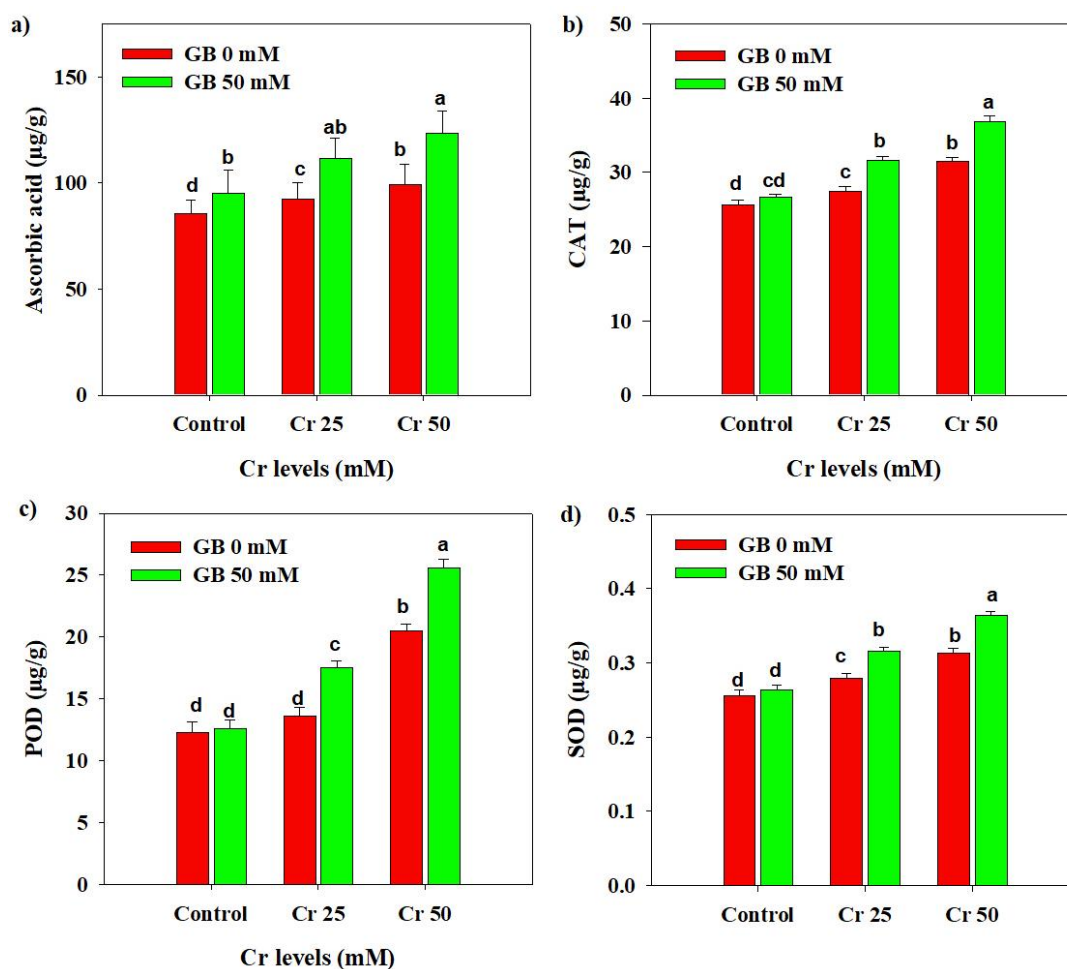 a)
GB 0 mM
GB 50 mM
Ascorbic acid (µg/g)
150
100
50
0
d
b
c
ab
b
a
Control
Cr 25
Cr 50
Cr levels (mM)
b)
GB 0 mM
GB 50 mM
CAT (µg/g)
50
40
30
20
10
0
d
cd
c
b
b
a
Control
Cr 25
Cr 50
Cr levels (mM)
c)
GB 0 mM
GB 50 mM
POD (µg/g)
30
25
20
15
10
5
0
d
d
d
c
b
a
Control
Cr 25
Cr 50
Cr levels (mM)
d)
GB 0 mM
GB 50 mM
SOD (µg/g)
0.5
0.4
0.3
0.2
0.1
0.0
d
d
c
b
b
a
Control
Cr 25
Cr 50